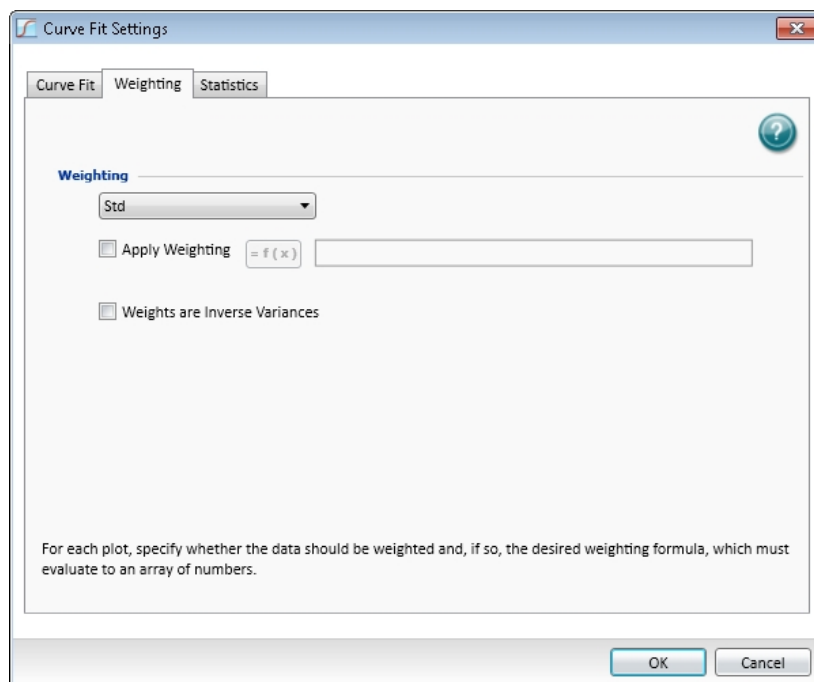 Curve Fit Settings
Curve Fit Weighting Statistics
?
Weighting
Std
Apply Weighting = f ( x )
Weights are Inverse Variances
For each plot, specify whether the data should be weighted and, if so, the desired weighting formula, which must
evaluate to an array of numbers.
OK Cancel